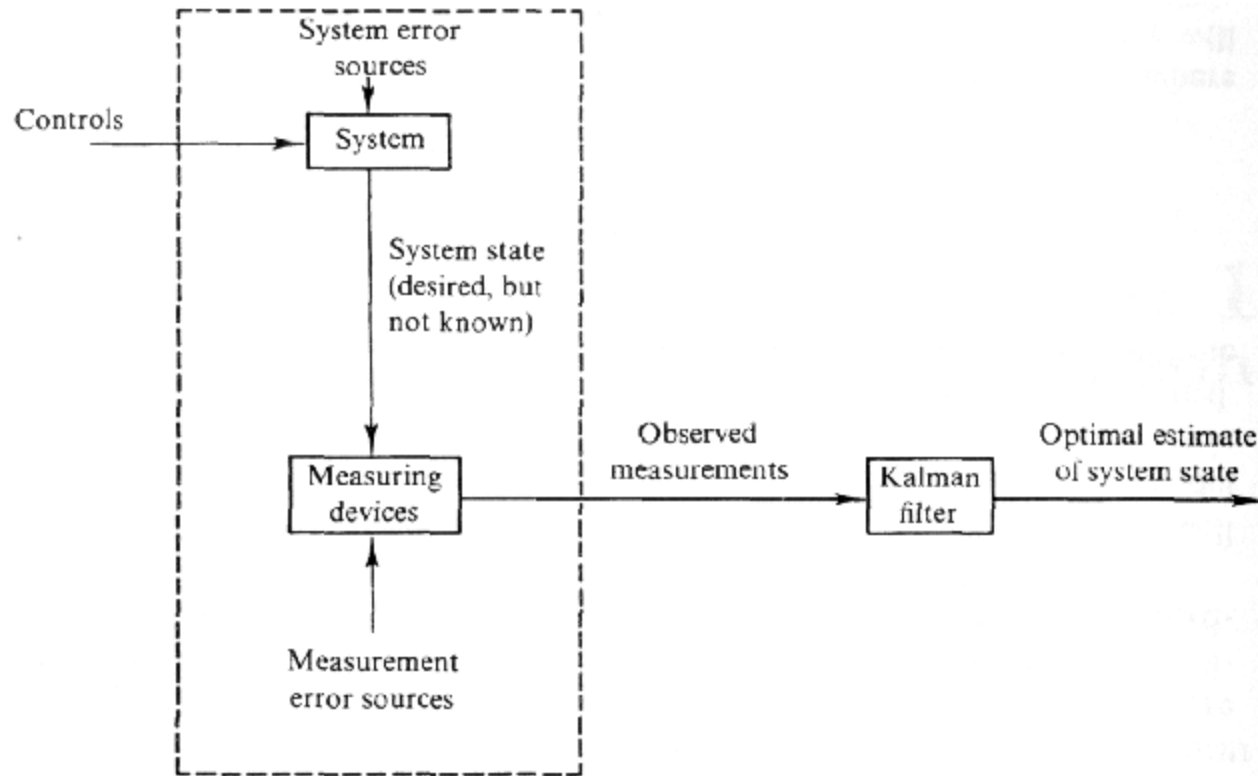 System error
sources
Controls
System
System state
(desired, but
not known)
Observed
measurements
Optimal estimate
of system state
Measuring
devices
Kalman
filter
Measurement
error sources